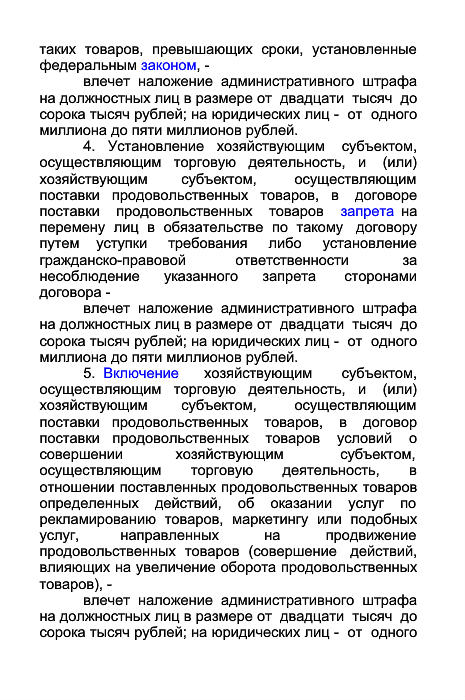 таких товаров, превышающих сроки, установленные
федеральным законом, -
влечет наложение административного штрафа
на должностных лиц в размере от двадцати тысяч до
сорока тысяч рублей; на юридических лиц - от одного
миллиона до пяти миллионов рублей.
4. Установление хозяйствующим субъектом,
осуществляющим торговую деятельность, и (или)
хозяйствующим субъектом, осуществляющим
поставки продовольственных товаров, в договоре
поставки продовольственных товаров запрета на
перемену лиц в обязательстве по такому договору
путем уступки требования либо установление
гражданско-правовой ответственности за
несоблюдение указанного запрета сторонами
договора -
влечет наложение административного штрафа
на должностных лиц в размере от двадцати тысяч до
сорока тысяч рублей; на юридических лиц - от одного
миллиона до пяти миллионов рублей.
5. Включение хозяйствующим субъектом,
осуществляющим торговую деятельность, и (или)
хозяйствующим субъектом, осуществляющим
поставки продовольственных товаров, в договор
поставки продовольственных товаров условий о
совершении хозяйствующим субъектом,
осуществляющим торговую деятельность, в
отношении поставленных продовольственных товаров
определенных действий, об оказании услуг по
рекламированию товаров, маркетингу или подобных
услуг, направленных на продвижение
продовольственных товаров (совершение действий,
влияющих на увеличение оборота продовольственных
товаров), -
влечет наложение административного штрафа
на должностных лиц в размере от двадцати тысяч до
сорока тысяч рублей; на юридических лиц - от одного